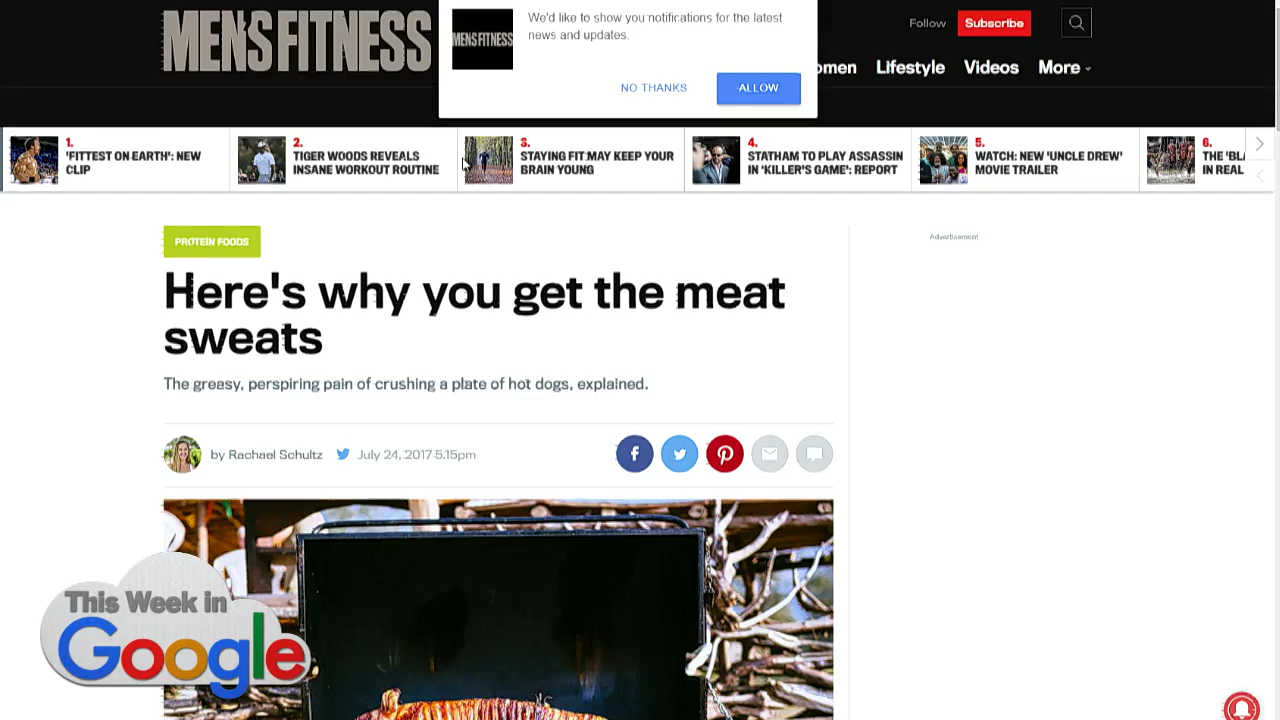 MEN'S FITNESS
MEN'S FITNESS
We'd like to show you notifications for the latest
news and updates.
NO THANKS
ALLOW
Follow
Subscribe
omen
Lifestyle
Videos
More
1.
'FITTEST ON EARTH': NEW
CLIP
2.
TIGER WOODS REVEALS
INSANE WORKOUT ROUTINE
3.
STAYING FIT MAY KEEP YOUR
BRAIN YOUNG
4.
STATHAM TO PLAY ASSASSIN
IN 'KILLER'S GAME': REPORT
5.
WATCH: NEW 'UNCLE DREW'
MOVIE TRAILER
6.
THE 'BLA
IN REAL
PROTEIN FOODS
Advertisement
Here's why you get the meat
sweats
The greasy, perspiring pain of crushing a plate of hot dogs, explained.
by Rachael Schultz
July 24, 2017 5.15pm
This Week in
Google